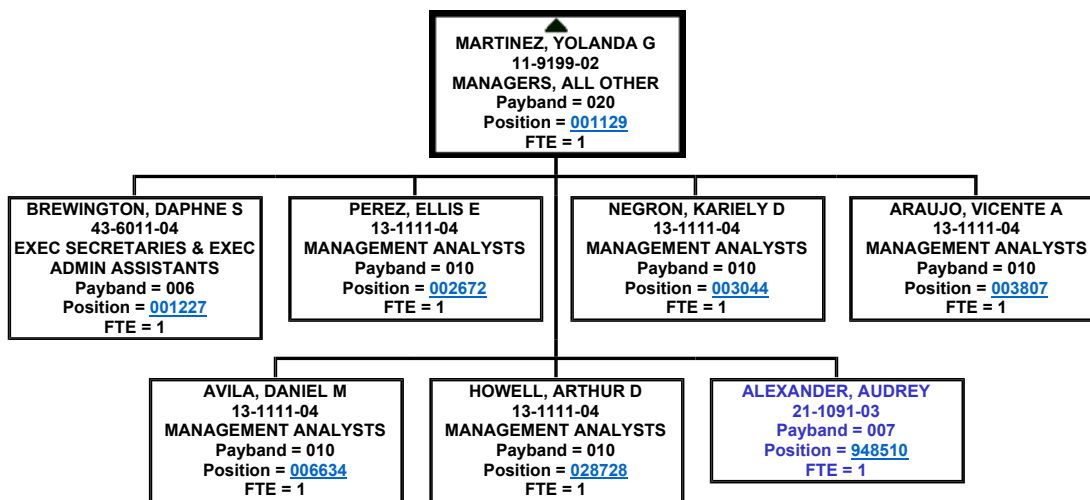 MARTINEZ, YOLANDA G
11-9199-02
MANAGERS, ALL OTHER
Payband = 020
Position = 001129
FTE = 1
BREWINGTON, DAPHNE S
43-6011-04
EXEC SECRETARIES & EXEC
ADMIN ASSISTANTS
Payband = 006
Position = 001227
FTE = 1
PEREZ, ELLIS E
13-1111-04
MANAGEMENT ANALYSTS
Payband = 010
Position = 002672
FTE = 1
NEGRON, KARIELY D
13-1111-04
MANAGEMENT ANALYSTS
Payband = 010
Position = 003044
FTE = 1
ARAUJO, VICENTE A
13-1111-04
MANAGEMENT ANALYSTS
Payband = 010
Position = 003807
FTE = 1
AVILA, DANIEL M
13-1111-04
MANAGEMENT ANALYSTS
Payband = 010
Position = 006634
FTE = 1
HOWELL, ARTHUR D
13-1111-04
MANAGEMENT ANALYSTS
Payband = 010
Position = 028728
FTE = 1
ALEXANDER, AUDREY
21-1091-03
Payband = 007
Position = 948510
FTE = 1